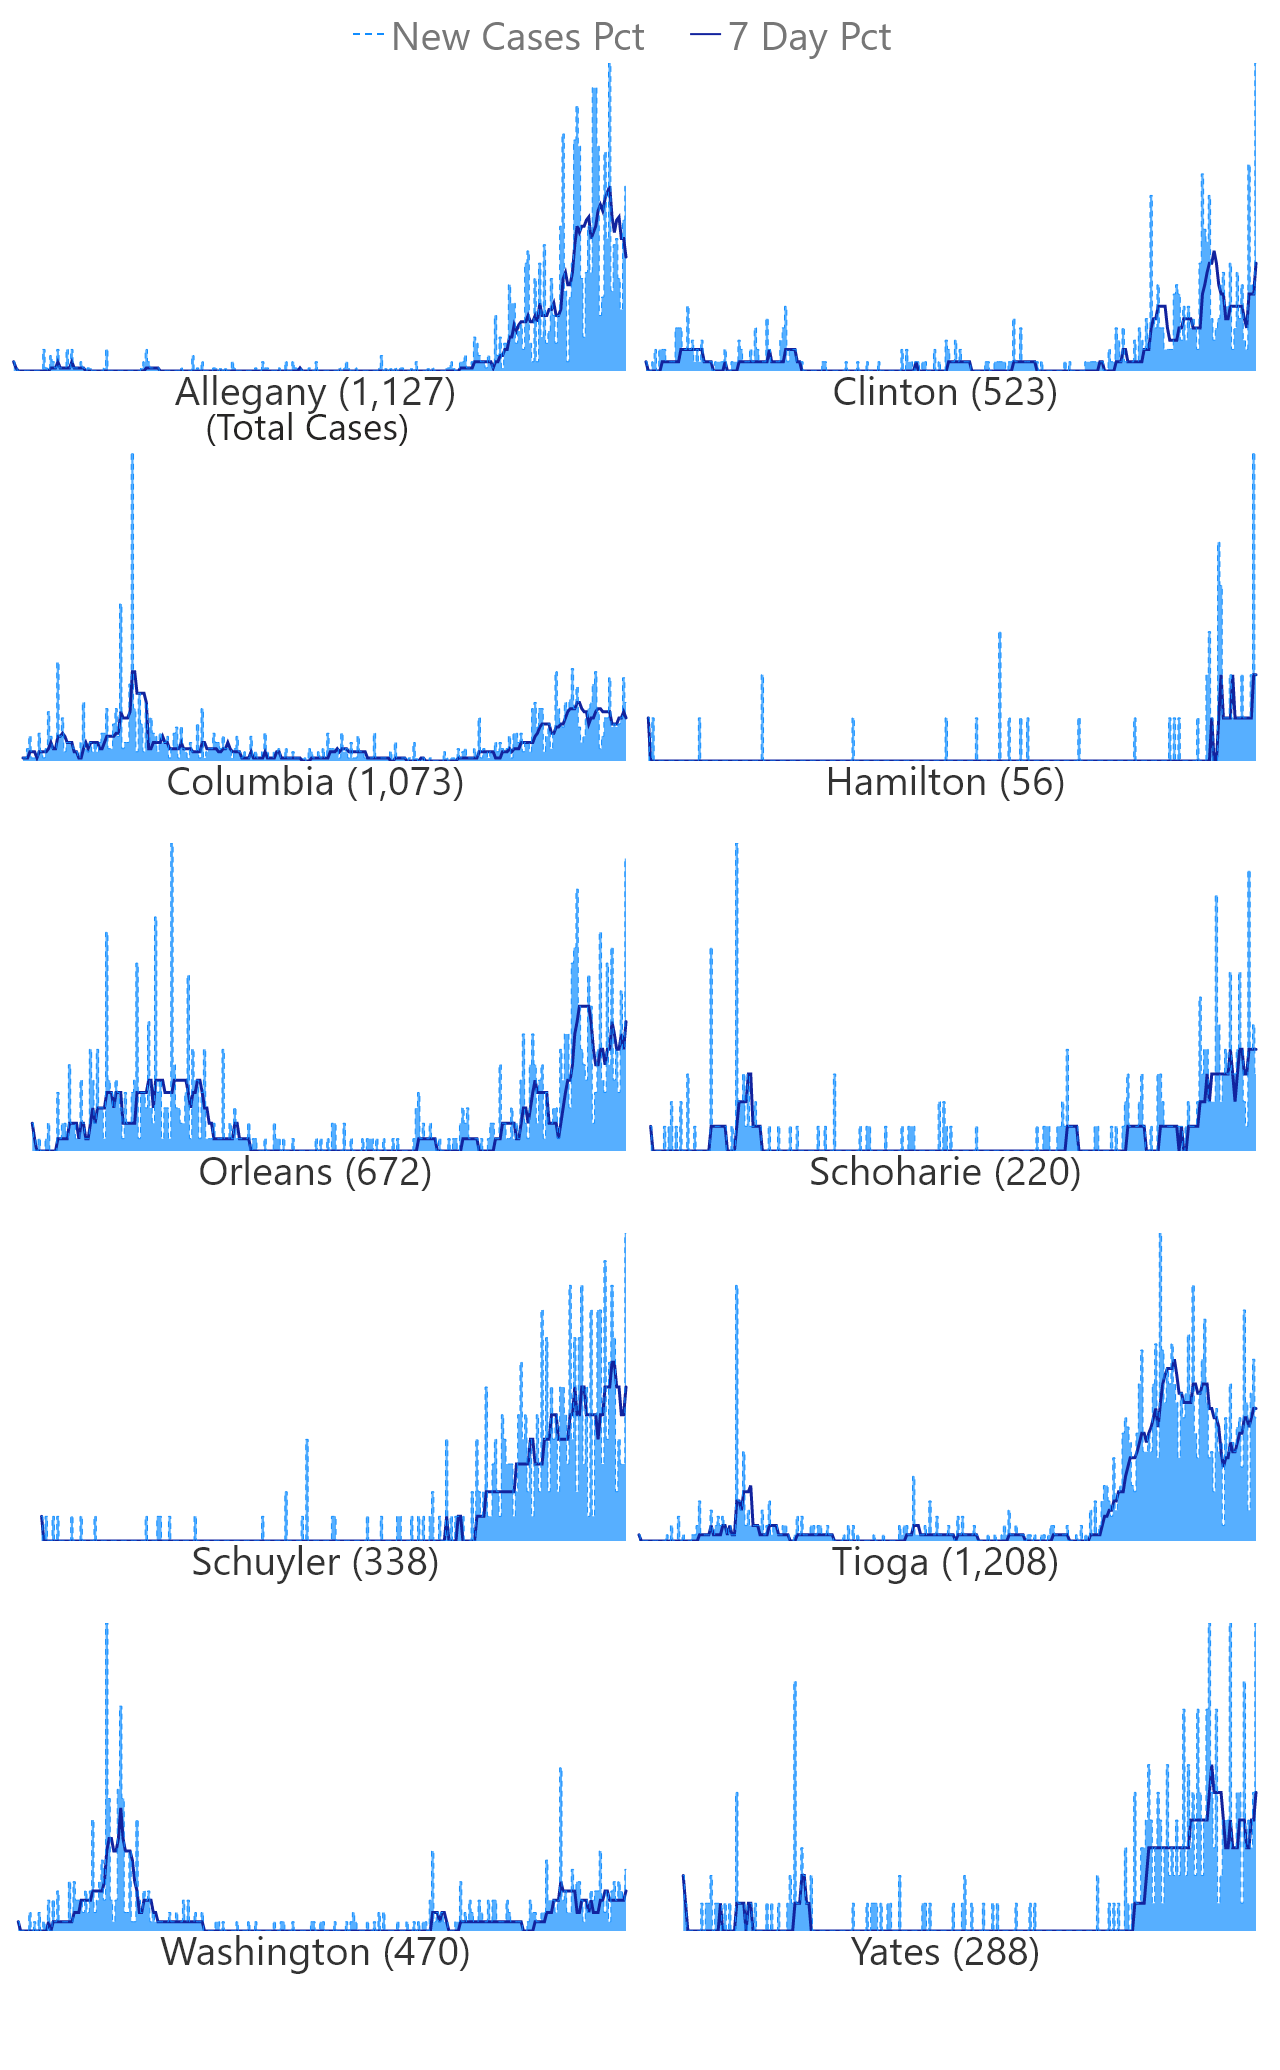 New Cases Pct 7 Day Pct
Allegany (1,127) Clinton (523)
(Total Cases)
Columbia (1,073) Hamilton (56)
Orleans (672) Schoharie (220)
Schuyler (338) Tioga (1,208)
Washington (470) Yates (288)